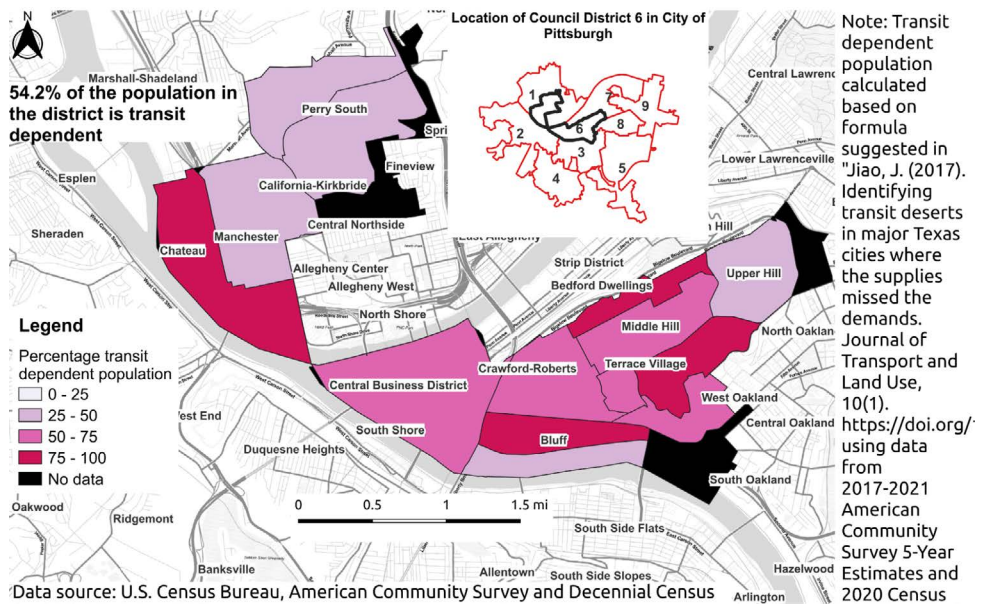 N
Marshall-Shadeland
54.2% of the population in
the district is transit
dependent
Perry South
Esplen
California-Kirkbride
Fineview
Sheraden
Chateau
Manchester
Central Northside
Allegheny Center
Allegheny West
North Shore
Location of Council District 6 in City of
Pittsburgh
1
2
3
4
5
6
7
8
9
Central Lawrenc
Lower Lawrenceville
Strip District
Bedford Dwellings
Upper Hill
Middle Hill
North Oaklan
Terrace Village
Crawford-Roberts
Central Business District
West Oakland
Central Oakland
South Shore
Bluff
Duquesne Heights
South Oakland
South Side Flats
Oakwood
Ridgemont
Banksville
Allentown
South Side Slopes
Hazelwood
Arlington
Legend
Percentage transit
dependent population
0 - 25
25 - 50
50 - 75
75 - 100
No data
0 0.5 1 1.5 mi
Data source: U.S. Census Bureau, American Community Survey and Decennial Census
Note: Transit
dependent
population
calculated
based on
formula
suggested in
"Jiao, J. (2017).
Identifying
transit deserts
in major Texas
cities where
the supplies
missed the
demands.
Journal of
Transport and
Land Use,
10(1).
https://doi.org/
using data
from
2017-2021
American
Community
Survey 5-Year
Estimates and
2020 Census